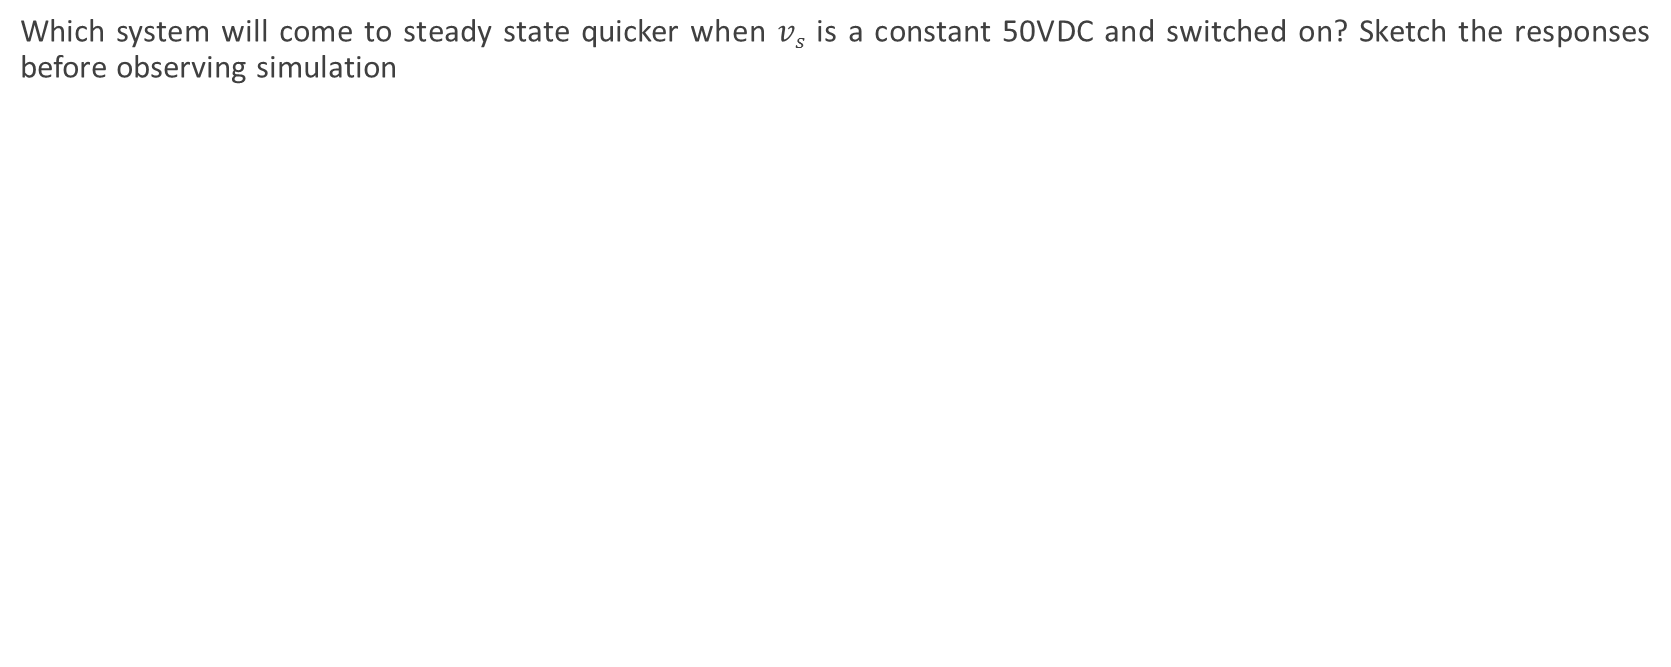 Which system will come to steady state quicker when 𝑣ₛ is a constant 50VDC and switched on? Sketch the responses
before observing simulation